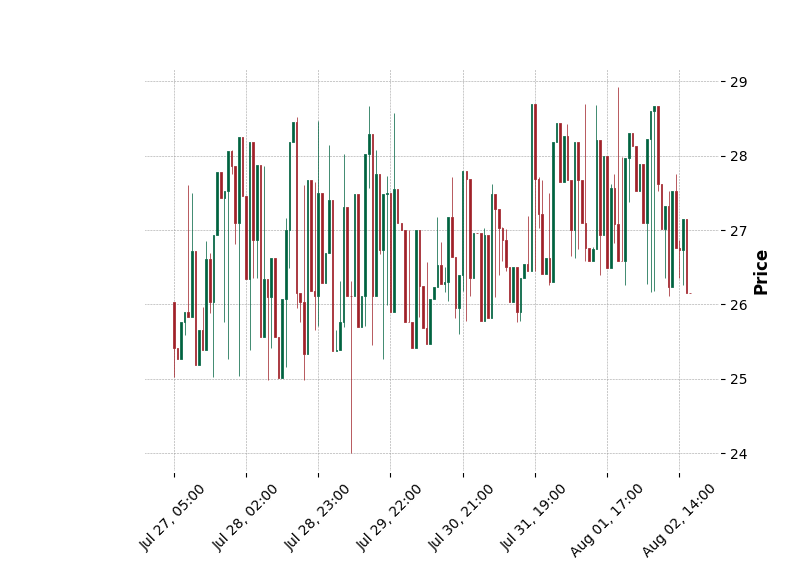 29
28
27
26
25
24
Price
Jul 27, 05:00
Jul 28, 02:00
Jul 28, 23:00
Jul 29, 22:00
Jul 30, 21:00
Jul 31, 19:00
Aug 01, 17:00
Aug 02, 14:00